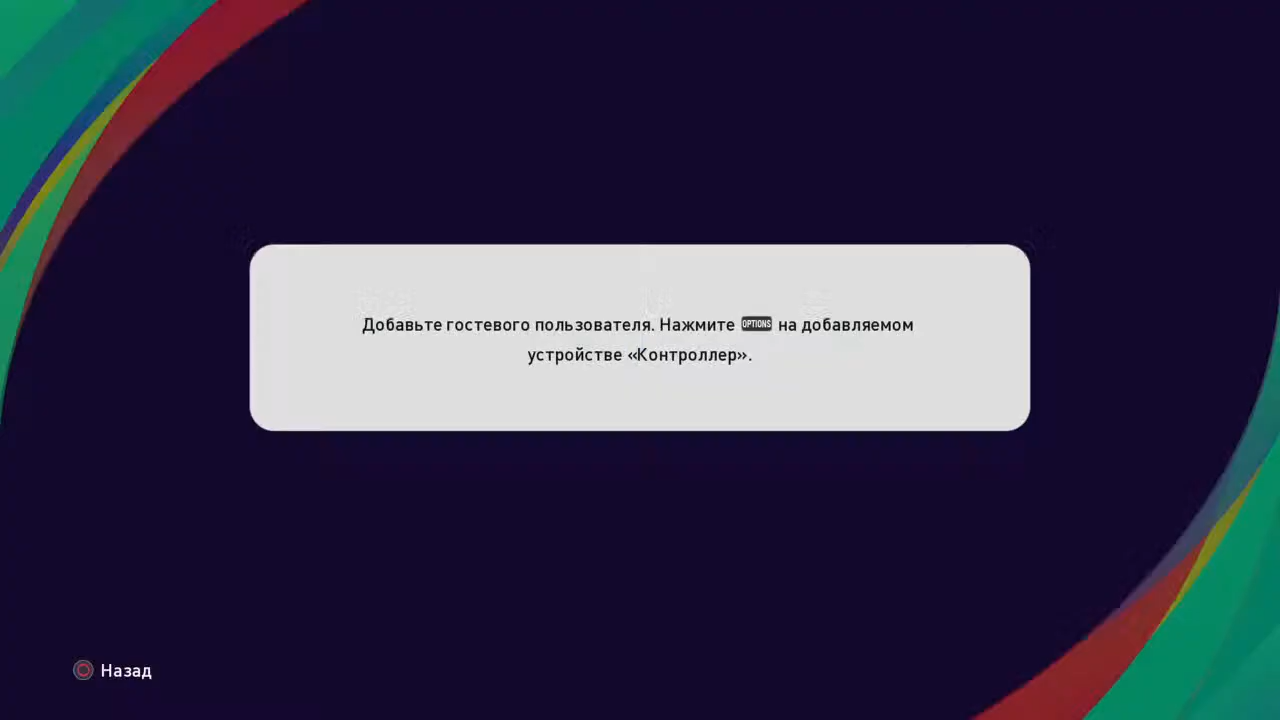 Добавьте гостевого пользователя. Нажмите OPTIONS на добавляемом
устройстве «Контроллер».
Назад